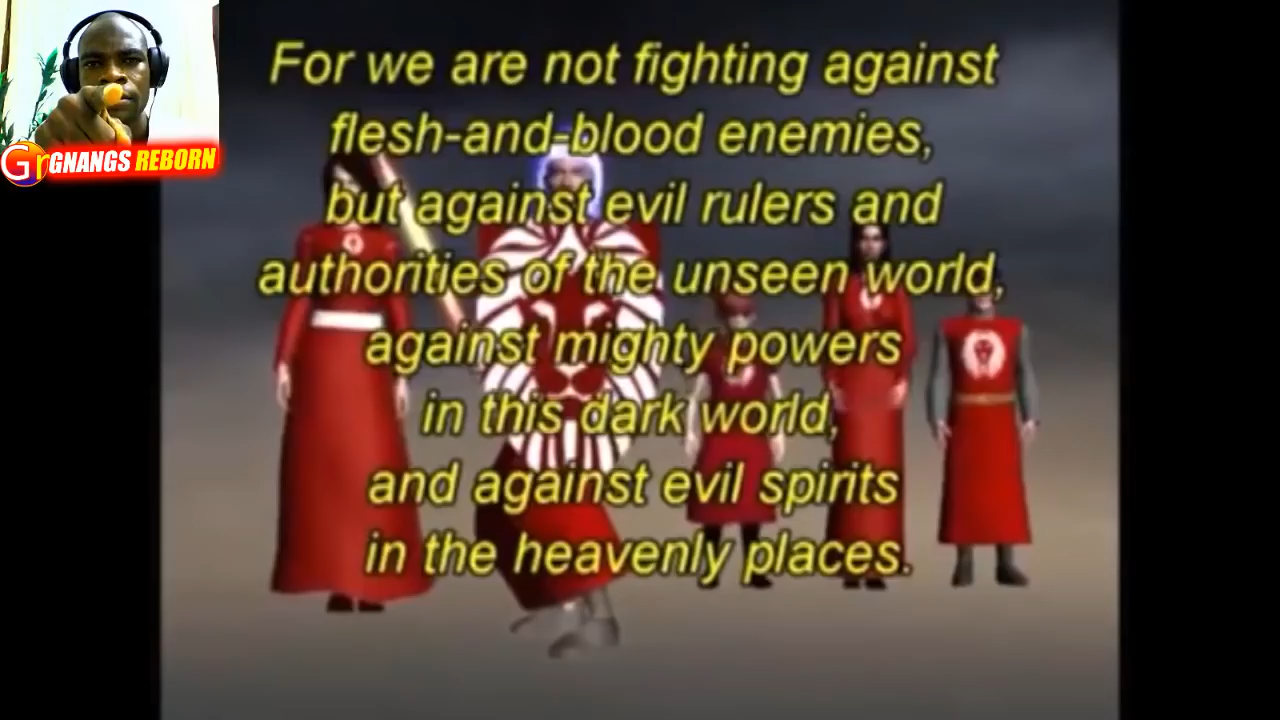 For we are not fighting against
flesh-and-blood enemies,
but against evil rulers and
authorities of the unseen world,
against mighty powers
in this dark world,
and against evil spirits
in the heavenly places.
Gr GNANGS REBORN